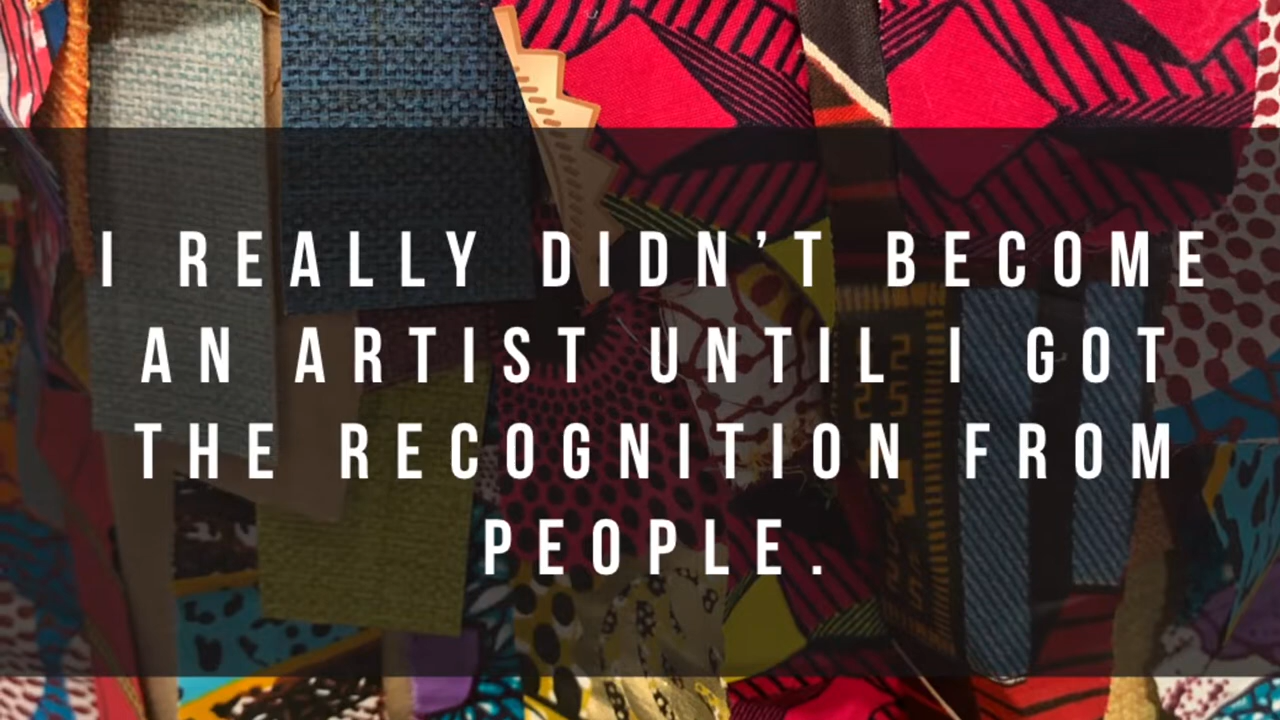 I REALLY DIDN’T BECOME
AN ARTIST UNTIL I GOT
THE RECOGNITION FROM
PEOPLE.